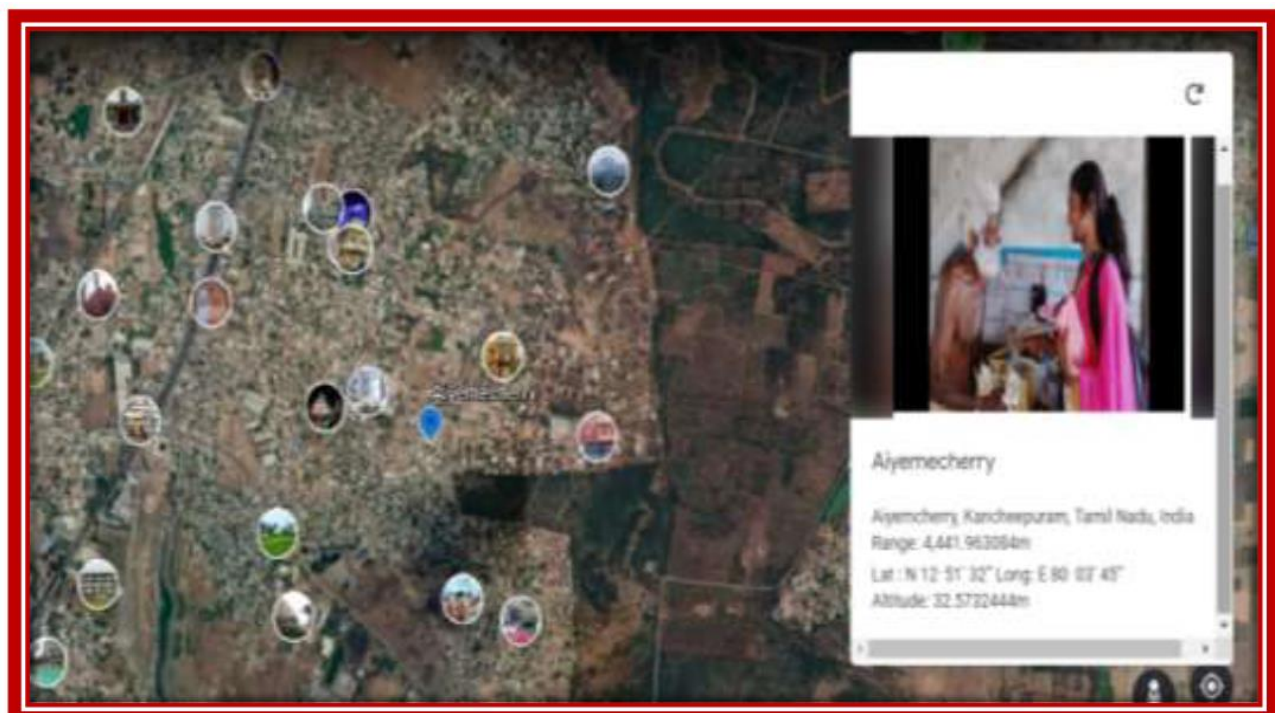 Aiyemecherry
Aiyemcherry, Kancheepuram, Tamil Nadu, India
Range: 4,441.963084m
Lat : N 12 51' 32" Long: E 80 03' 45"
Altitude: 32.5732444m